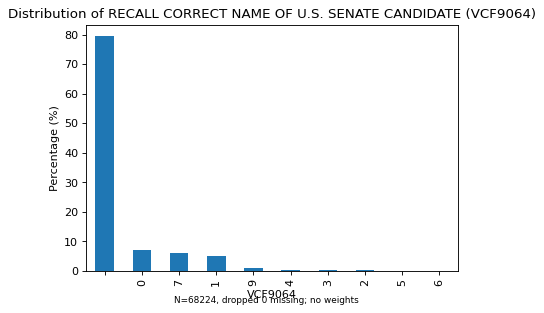 Distribution of RECALL CORRECT NAME OF U.S. SENATE CANDIDATE (VCF9064)
Percentage (%)
80
70
60
50
40
30
20
10
0
0 7 1 9 4 3 2 5 6
VCF9064
N=68224, dropped 0 missing; no weights